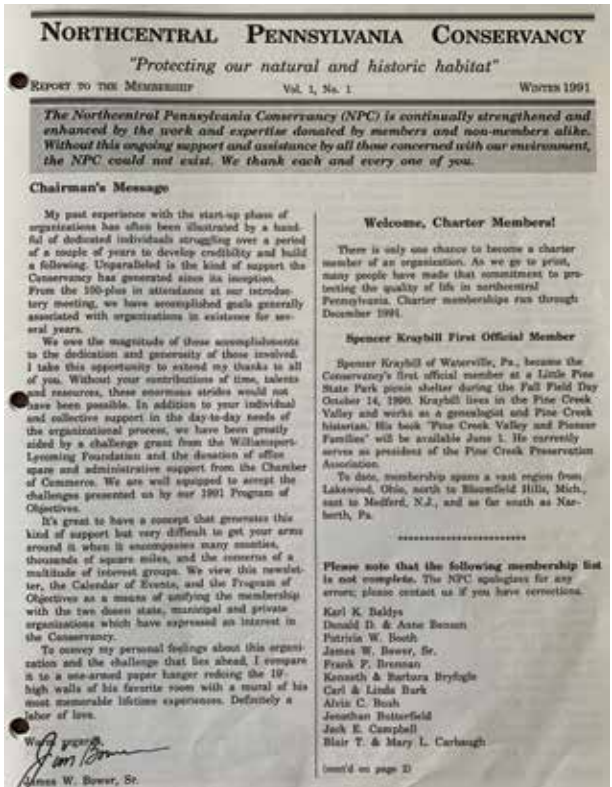 NORTHCENTRAL PENNSYLVANIA CONSERVANCY
"Protecting our natural and historic habitat"
REPORT TO THE MEMBERSHIP Vol. 1, No. 1 WINTER 1991
The Northcentral Pennsylvania Conservancy (NPC) is continually strengthened and
enhanced by the work and expertise donated by members and non-members alike.
Without this ongoing support and assistance by all those concerned with our environment,
the NPC could not exist. We thank each and every one of you.
Chairman's Message
My past experience with the start-up phase of
organizations has often been illustrated by a hand-
ful of dedicated individuals struggling over a period
of a couple of years to develop credibility and build
a following. Unparalleled is the kind of support the
Conservancy has generated since its inception.
From the 100-plus in attendance at our introduc-
tory meeting, we have accomplished goals generally
associated with organizations in existence for sev-
eral years.
We owe the magnitude of these accomplishments
to the dedication and generosity of those involved.
I take this opportunity to extend my thanks to all
of you. Without your contributions of time, talents
and resources, these enormous strides would not
have been possible. In addition to your individual
and collective support in the day-to-day needs of
the organizational process, we have been greatly
aided by a challenge grant from the Williamsport-
Lycoming Foundation and the donation of office
space and administrative support from the Chamber
of Commerce. We are well equipped to accept the
challenges presented us by our 1991 Program of
Objectives.
It's great to have a concept that generates this
kind of support but very difficult to get your arms
around it when it encompasses many counties,
thousands of square miles, and the concerns of a
multitude of interest groups. We view this newslet-
ter, the Calendar of Events, and the Program of
Objectives as a means of unifying the membership
with the two dozen state, municipal and private
organizations which have expressed an interest in
the Conservancy.
To convey my personal feelings about this organi-
zation and the challenge that lies ahead, I compare
it to a one-armed paper hanger redoing the 19'
high walls of his favorite room with a mural of his
most memorable lifetime experiences. Definitely a
labor of love.
Warm regards,
Jim Bower
James W. Bower, Sr.
Welcome, Charter Members!
There is only one chance to become a charter
member of an organization. As we go to print,
many people have made that commitment to pro-
tecting the quality of life in northcentral
Pennsylvania. Charter memberships run through
December 1991.
Spencer Kraybill First Official Member
Spencer Kraybill of Waterville, Pa., became the
Conservancy's first official member at a Little Pine
State Park picnic shelter during the Fall Field Day
October 14, 1990. Kraybill lives in the Pine Creek
Valley and works as a genealogist and Pine Creek
historian. His book "Pine Creek Valley and Pioneer
Families" will be available June 1. He currently
serves as president of the Pine Creek Preservation
Association.
To date, membership spans a vast region from
Lakewood, Ohio, north to Bloomfield Hills, Mich.,
east to Medford, N.J., and as far south as Nar-
berth, Pa.
************************
Please note that the following membership list
is not complete. The NPC apologizes for any
errors; please contact us if you have corrections.
Karl K. Baldys
Donald D. & Anne Benson
Patricia W. Booth
James W. Bower, Sr.
Frank P. Brennan
Kenneth & Barbara Bryfogle
Carl & Linda Burk
Alvin C. Bush
Jonathan Butterfield
Jack E. Campbell
Blair T. & Mary L. Carbaugh
(cont'd on page 2)